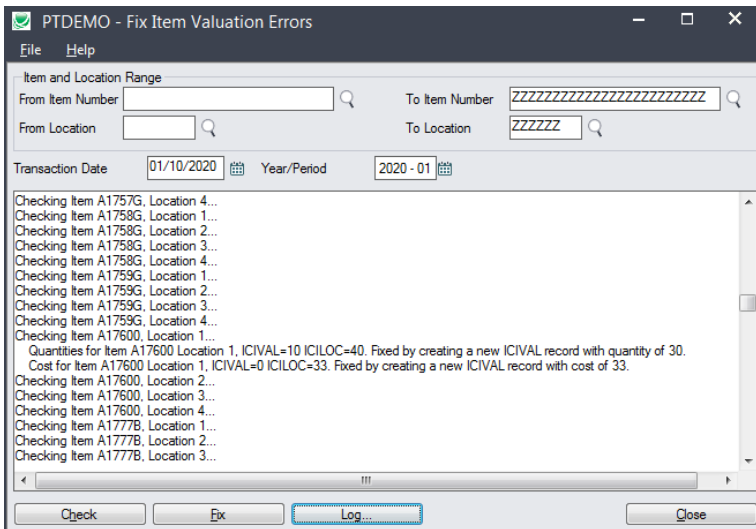 PTDEMO - Fix Item Valuation Errors
File Help
Item and Location Range
From Item Number To Item Number ZZZZZZZZZZZZZZZZZZZZZZZZ
From Location To Location ZZZZZZ
Transaction Date 01/10/2020 Year/Period 2020 - 01
Checking Item A1757G, Location 4...
Checking Item A1758G, Location 1...
Checking Item A1758G, Location 2...
Checking Item A1758G, Location 3...
Checking Item A1758G, Location 4...
Checking Item A1759G, Location 1...
Checking Item A1759G, Location 2...
Checking Item A1759G, Location 3...
Checking Item A1759G, Location 4...
Checking Item A17600, Location 1...
Quantities for Item A17600 Location 1, ICIVAL=10 ICILOC=40. Fixed by creating a new ICIVAL record with quantity of 30.
Cost for Item A17600 Location 1, ICIVAL=0 ICILOC=33. Fixed by creating a new ICIVAL record with cost of 33.
Checking Item A17600, Location 2...
Checking Item A17600, Location 3...
Checking Item A17600, Location 4...
Checking Item A1777B, Location 1...
Checking Item A1777B, Location 2...
Checking Item A1777B, Location 3...
Check Fix Log... Close